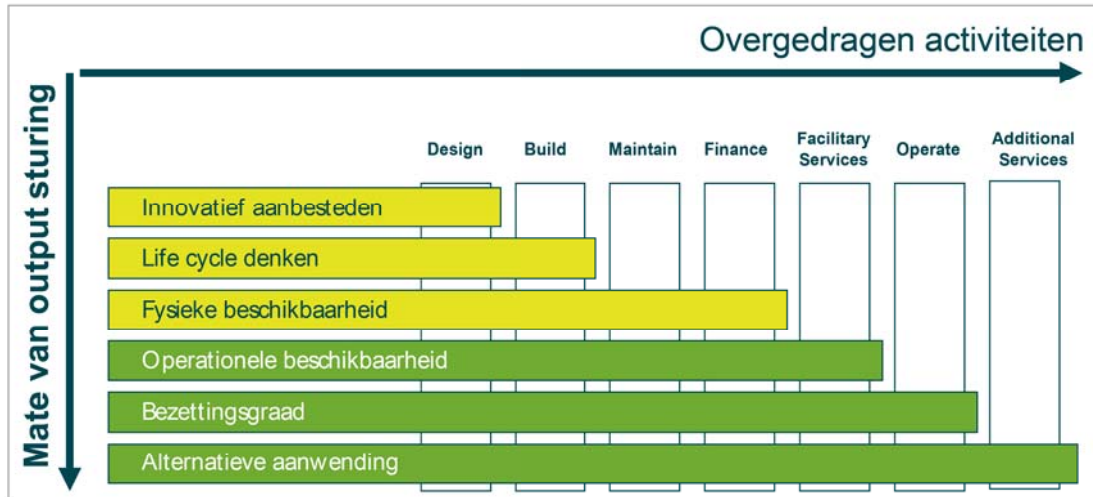 Overgedragen activiteiten
Mate van output sturing
Design
Build
Maintain
Finance
Facilitary
Services
Operate
Additional
Services
Innovatief aanbesteden
Life cycle denken
Fysieke beschikbaarheid
Operationele beschikbaarheid
Bezettingsgraad
Alternatieve aanwending